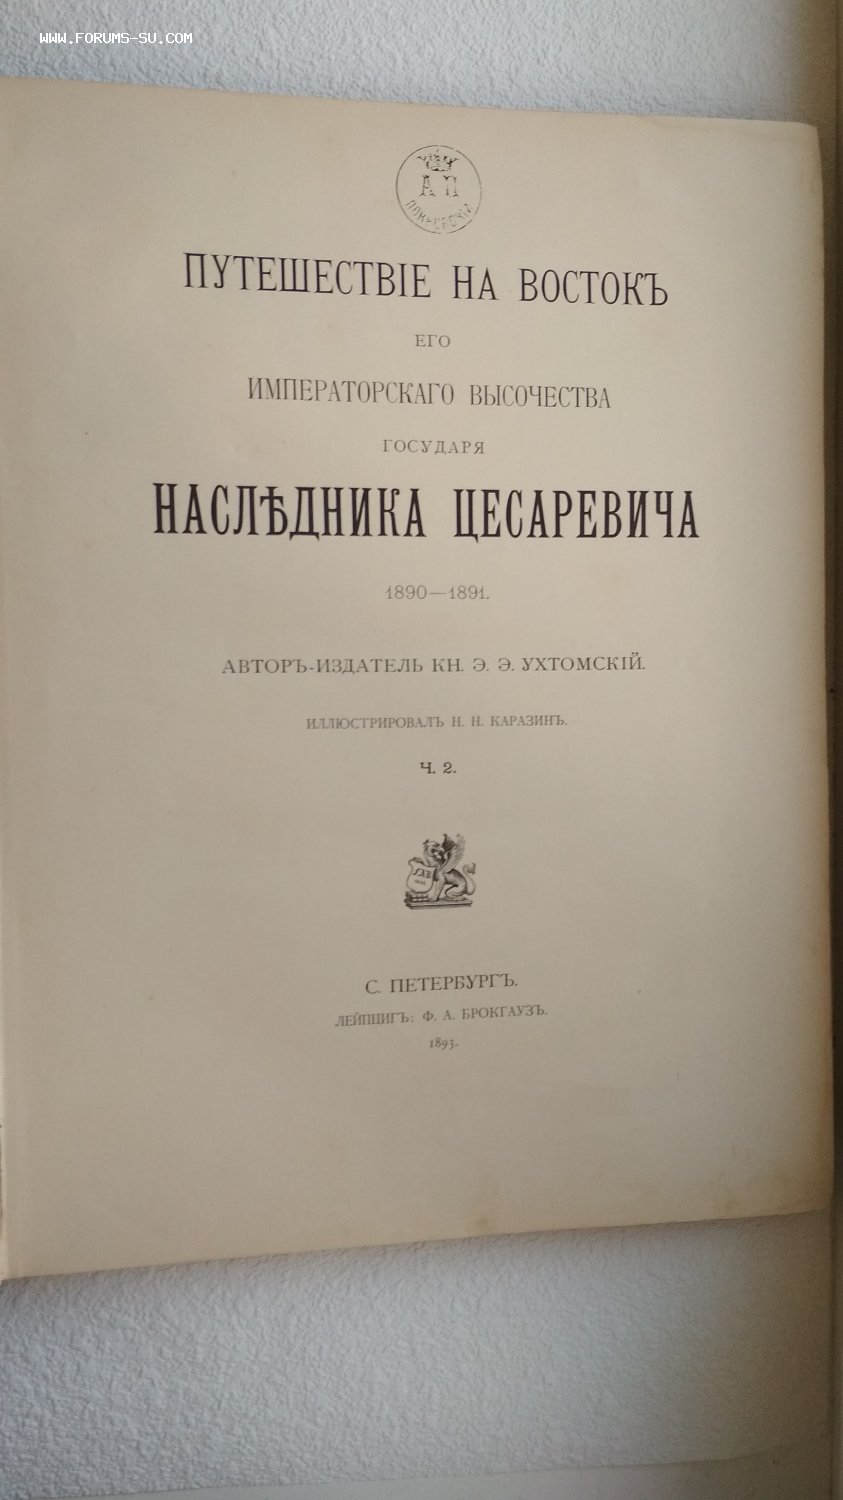 WWW.FORUMS-SU.COM
А П
ПУТЕШЕСТВІЕ НА ВОСТОКЪ
ЕГО
ИМПЕРАТОРСКАГО ВЫСОЧЕСТВА
ГОСУДАРЯ
НАСЛѢДНИКА ЦЕСАРЕВИЧА
1890—1891.
АВТОРЪ-ИЗДАТЕЛЬ КН. Э. Э. УХТОМСКІЙ.
ИЛЛЮСТРИРОВАЛЪ Н. Н. КАРАЗИНЪ.
Ч. 2.
С. ПЕТЕРБУРГЪ.
ЛЕЙПЦИГЪ: Ф. А. БРОКГАУЗЪ.
1893.